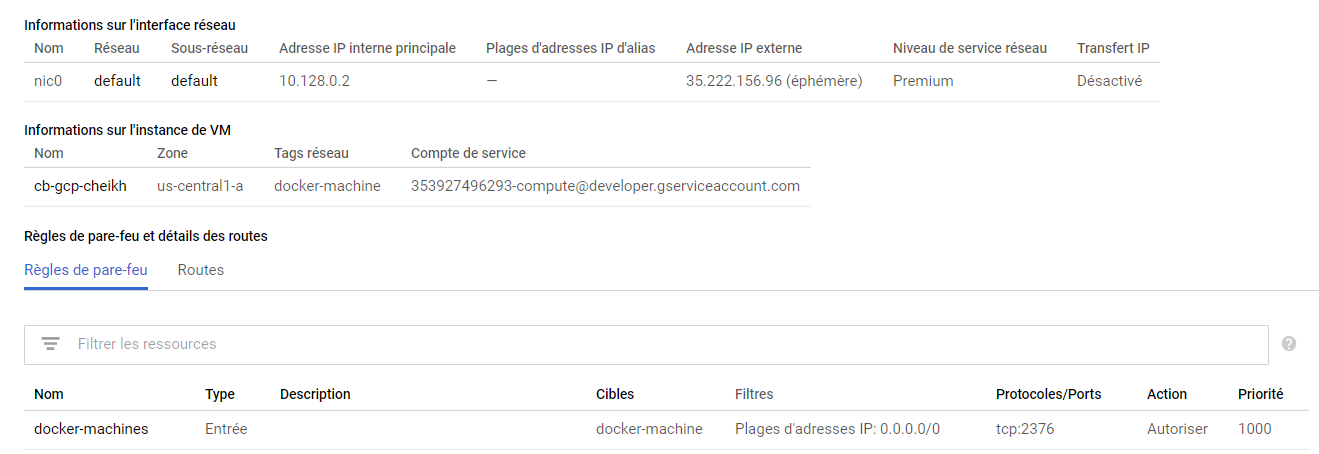 Informations sur l'interface réseau
Nom Réseau Sous-réseau Adresse IP interne principale Plages d'adresses IP d'alias Adresse IP externe Niveau de service réseau Transfert IP
nic0 default default 10.128.0.2 — 35.222.156.96 (éphémère) Premium Désactivé
Informations sur l'instance de VM
Nom Zone Tags réseau Compte de service
cb-gcp-cheikh us-central1-a docker-machine 353927496293-compute@developer.gserviceaccount.com
Règles de pare-feu et détails des routes
Règles de pare-feu Routes
Filtrer les ressources ?
Nom Type Description Cibles Filtres Protocoles/Ports Action Priorité
docker-machines Entrée docker-machine Plages d'adresses IP: 0.0.0.0/0 tcp:2376 Autoriser 1000